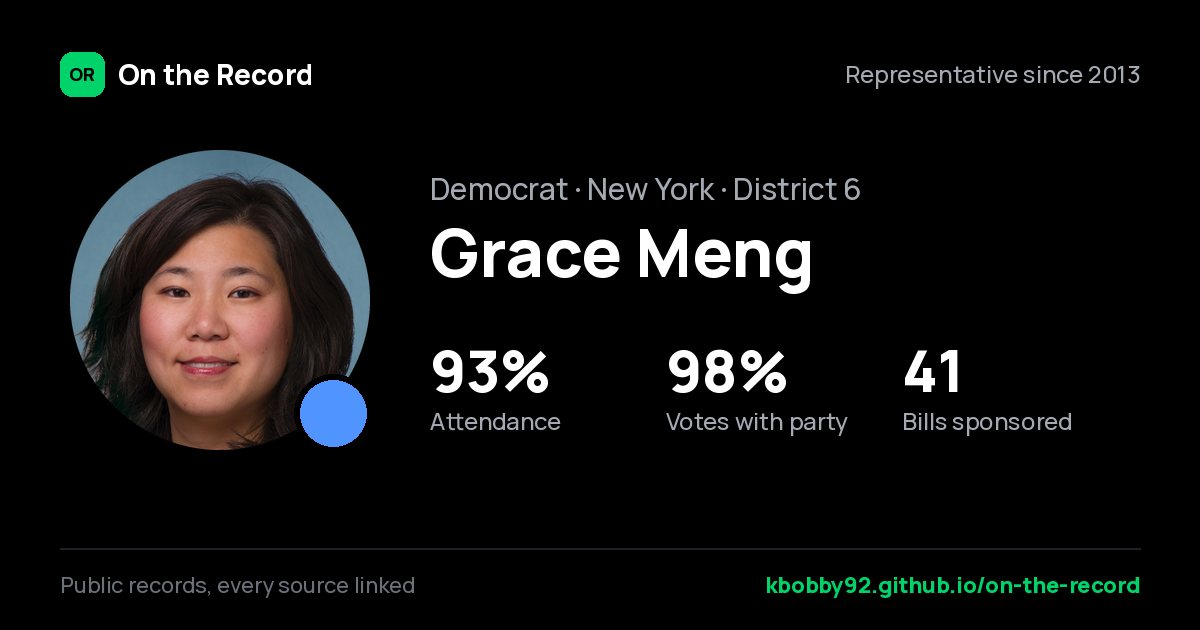 OR On the Record
Representative since 2013
Democrat · New York · District 6
Grace Meng
93% 98% 41
Attendance Votes with party Bills sponsored
Public records, every source linked
kbobby92.github.io/on-the-record